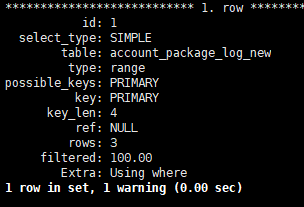 *************************** 1. row ********
id: 1
select_type: SIMPLE
table: account_package_log_new
type: range
possible_keys: PRIMARY
key: PRIMARY
key_len: 4
ref: NULL
rows: 3
filtered: 100.00
Extra: Using where
1 row in set, 1 warning (0.00 sec)